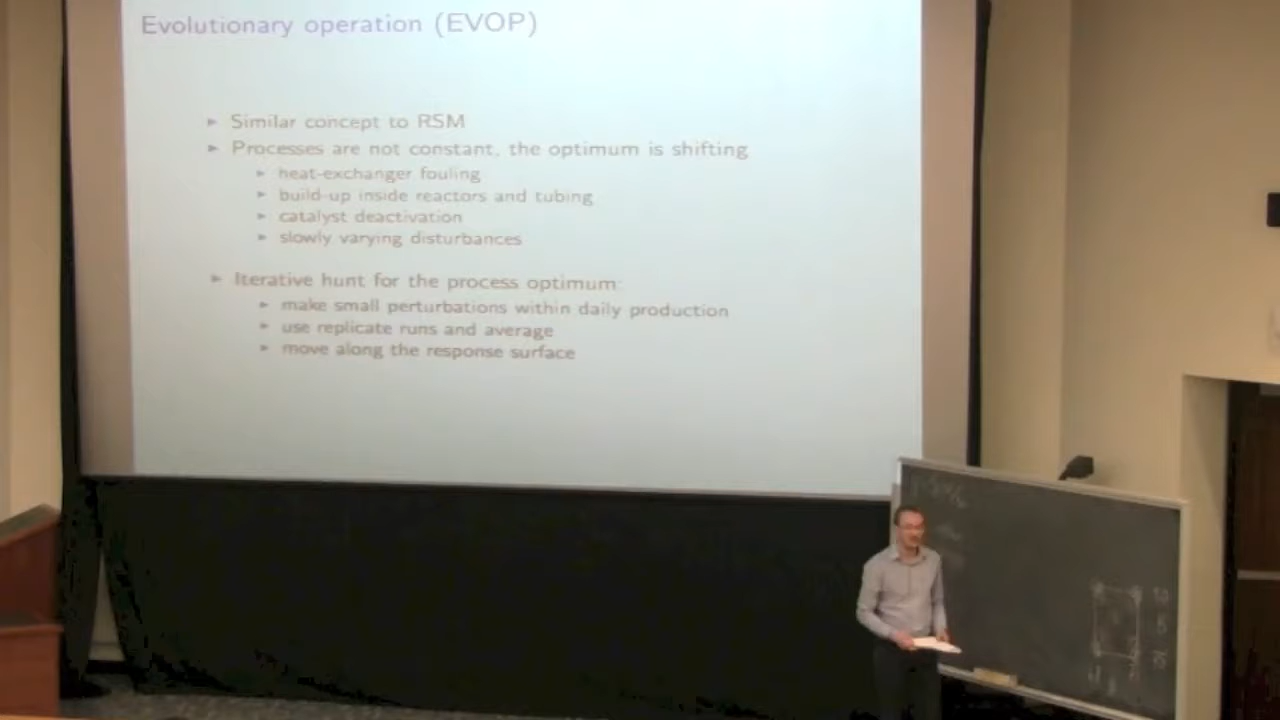 Evolutionary operation (EVOP)
Similar concept to RSM
Processes are not constant, the optimum is shifting
heat-exchanger fouling
build-up inside reactors and tubing
catalyst deactivation
slowly varying disturbances
Iterative hunt for the process optimum:
make small perturbations within daily production
use replicate runs and average
move along the response surface